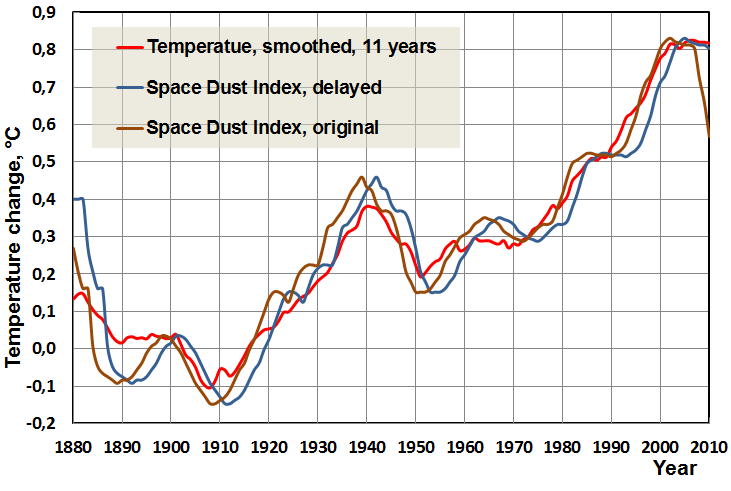 0,9
0,8
0,7
0,6
0,5
0,4
0,3
0,2
0,1
0,0
-0,1
-0,2
Temperature change, °C
Temperatue, smoothed, 11 years
Space Dust Index, delayed
Space Dust Index, original
1880 1890 1900 1910 1920 1930 1940 1950 1960 1970 1980 1990 2000 2010
Year